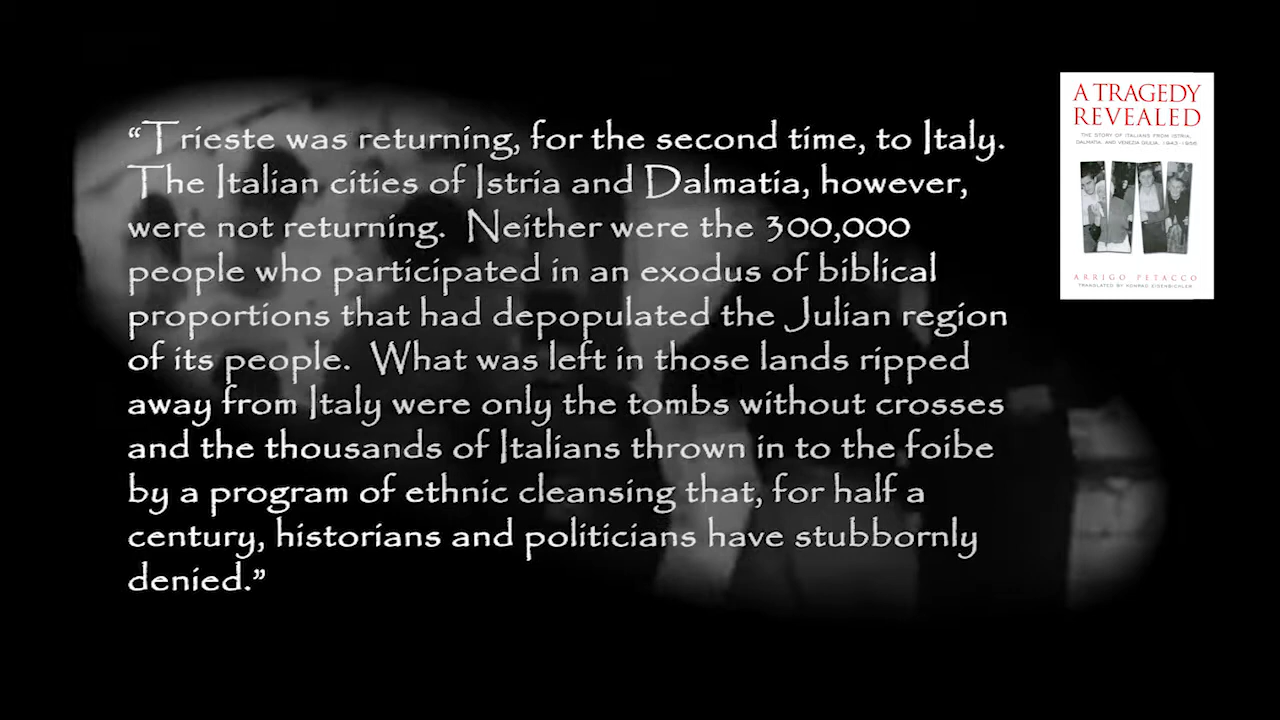 “Trieste was returning, for the second time, to Italy.
The Italian cities of Istria and Dalmatia, however,
were not returning.  Neither were the 300,000
people who participated in an exodus of biblical
proportions that had depopulated the Julian region
of its people.  What was left in those lands ripped
away from Italy were only the tombs without crosses
and the thousands of Italians thrown in to the foibe
by a program of ethnic cleansing that, for half a
century, historians and politicians have stubbornly
denied.”
A TRAGEDY
REVEALED
THE STORY OF ITALIANS FROM ISTRIA,
DALMATIA, AND VENEZIA GIULIA, 1943–1956
ARRIGO PETACCO
TRANSLATED BY KONRAD EISENBICHLER